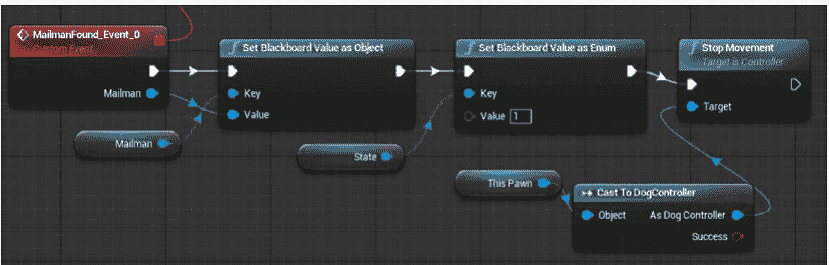 MailmanFound_Event_0
Custom Event
Mailman
Mailman
Set Blackboard Value as Object
Key
Value
State
Set Blackboard Value as Enum
Key
Value 1
This Pawn
Stop Movement
Target is Controller
Target
Cast To DogController
Object
As Dog Controller
Success